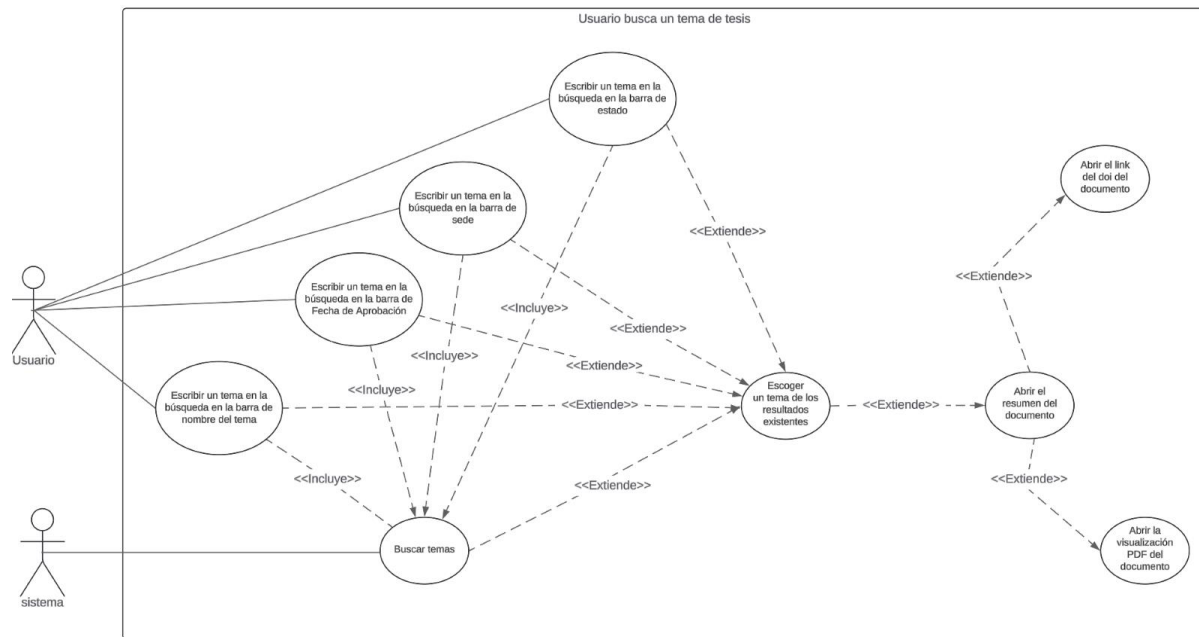 Usuario busca un tema de tesis
Escribir un tema en la
búsqueda en la barra de
estado
Abrir el link
del doi del
documento
Escribir un tema en la
búsqueda en la barra de
sede
<<Extiende>>
Escribir un tema en la
búsqueda en la barra de
Fecha de Aprobación
<<Extiende>>
<<Incluye>>
<<Extiende>>
<<Incluye>>
Usuario
<<Extiende>>
<<Incluye>>
Escribir un tema en la
búsqueda en la barra de
nombre del tema
<<Extiende>>
Escoger
un tema de los
resultados
existentes
<<Extiende>>
Abrir el
resumen del
documento
<<Incluye>>
<<Extiende>>
<<Extiende>>
Buscar temas
Abrir la
visualización
PDF del
documento
sistema